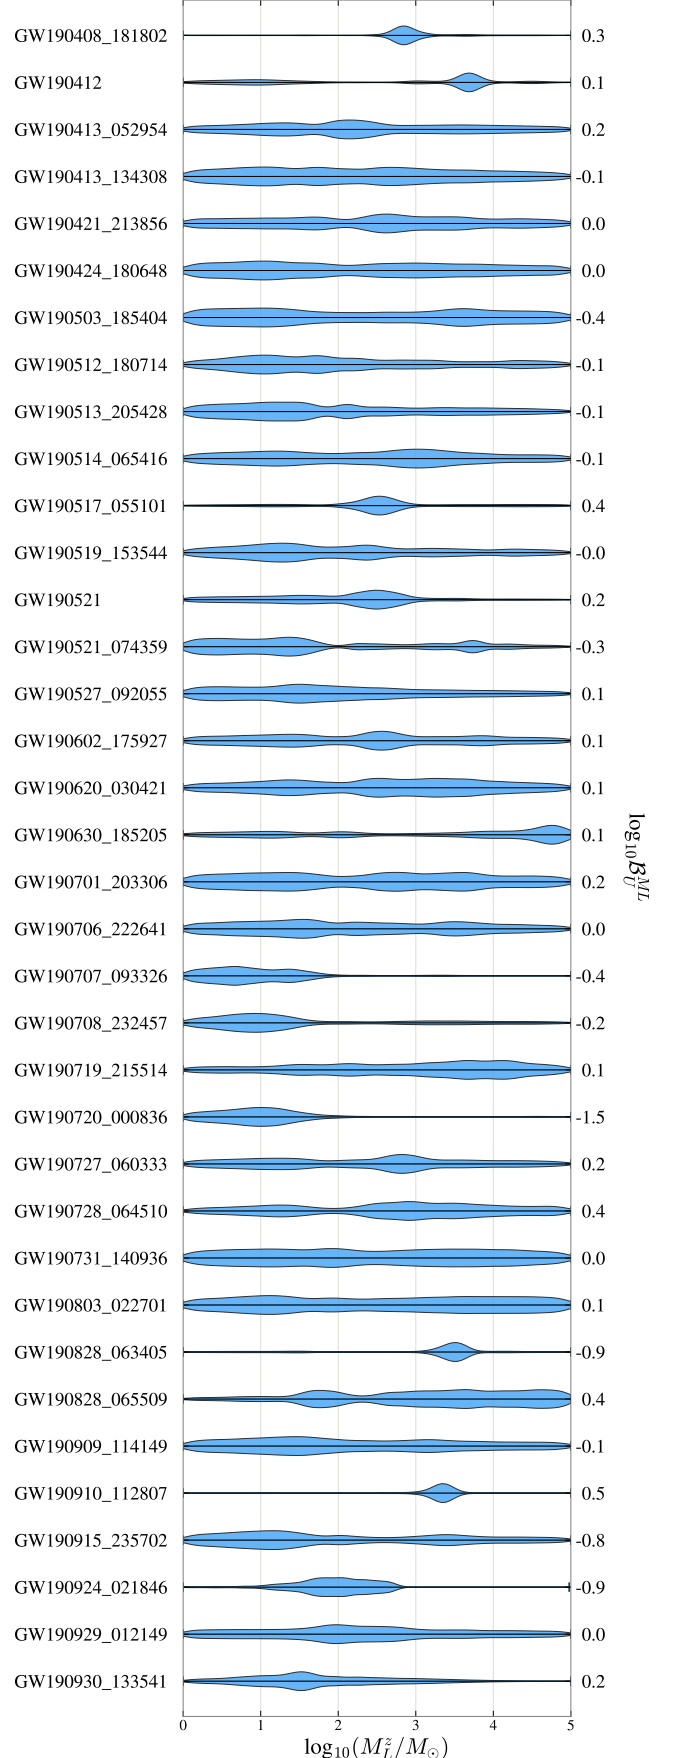 GW190408_181802 0.3
GW190412 0.1
GW190413_052954 0.2
GW190413_134308 -0.1
GW190421_213856 0.0
GW190424_180648 0.0
GW190503_185404 -0.4
GW190512_180714 -0.1
GW190513_205428 -0.1
GW190514_065416 -0.1
GW190517_055101 0.4
GW190519_153544 -0.0
GW190521 0.2
GW190521_074359 -0.3
GW190527_092055 0.1
GW190602_175927 0.1
GW190620_030421 0.1
GW190630_185205 0.1
GW190701_203306 0.2
GW190706_222641 0.0
GW190707_093326 -0.4
GW190708_232457 -0.2
GW190719_215514 0.1
GW190720_000836 -1.5
GW190727_060333 0.2
GW190728_064510 0.4
GW190731_140936 0.0
GW190803_022701 0.1
GW190828_063405 -0.9
GW190828_065509 0.4
GW190909_114149 -0.1
GW190910_112807 0.5
GW190915_235702 -0.8
GW190924_021846 -0.9
GW190929_012149 0.0
GW190930_133541 0.2
0 1 2 3 4 5
log₁₀(M_L^z/M_⊙)
log₁₀ℬ_U^{ML}